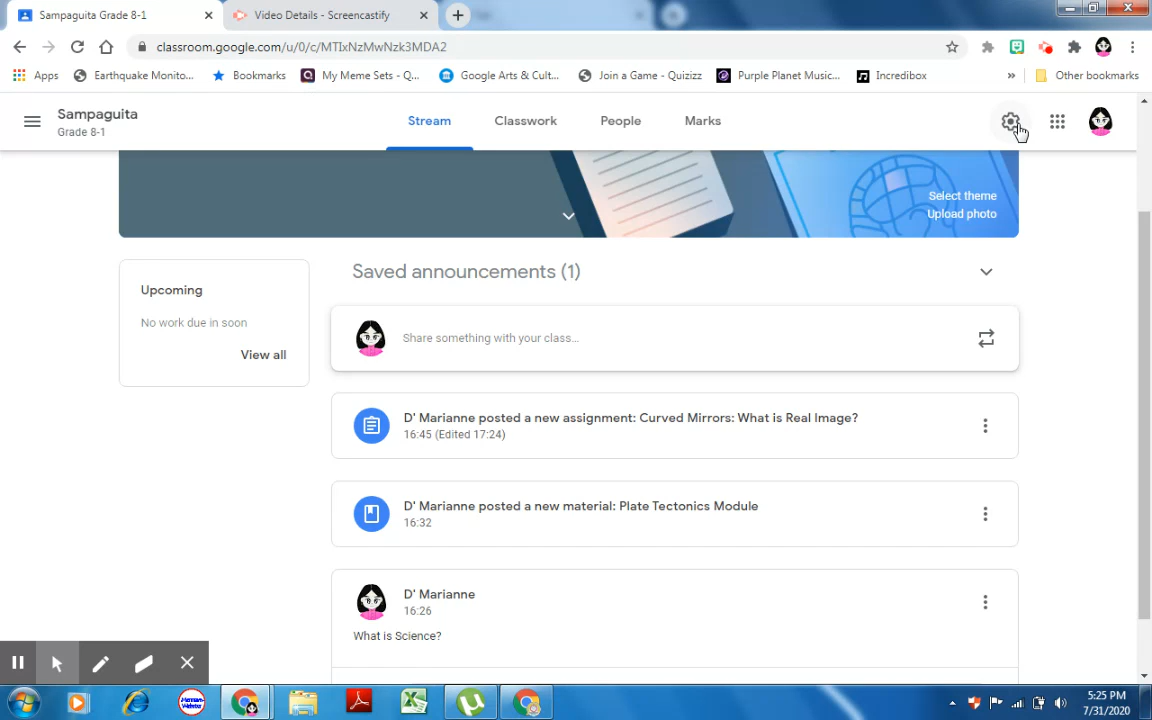 Sampaguita Grade 8-1
Video Details - Screencastify
classroom.google.com/u/0/c/MTIxNzMwNzk3MDA2
Apps
Earthquake Monito...
Bookmarks
My Meme Sets - Q...
Google Arts & Cult...
Join a Game - Quizizz
Purple Planet Music...
Incredibox
»
Other bookmarks
Sampaguita
Grade 8-1
Stream
Classwork
People
Marks
Select theme
Upload photo
Upcoming
No work due in soon
View all
Saved announcements (1)
Share something with your class...
D' Marianne posted a new assignment: Curved Mirrors: What is Real Image?
16:45 (Edited 17:24)
D' Marianne posted a new material: Plate Tectonics Module
16:32
D' Marianne
16:26
What is Science?
5:25 PM
7/31/2020